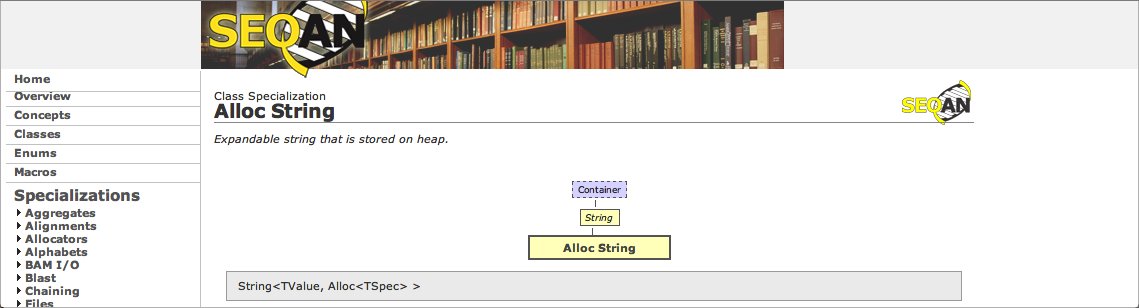 SEQAN
Home
Overview
Concepts
Classes
Enums
Macros
Specializations
Aggregates
Alignments
Allocators
Alphabets
BAM I/O
Blast
Chaining
Files
Class Specialization
Alloc String
SEQAN
Expandable string that is stored on heap.
Container
String
Alloc String
String<TValue, Alloc<TSpec> >